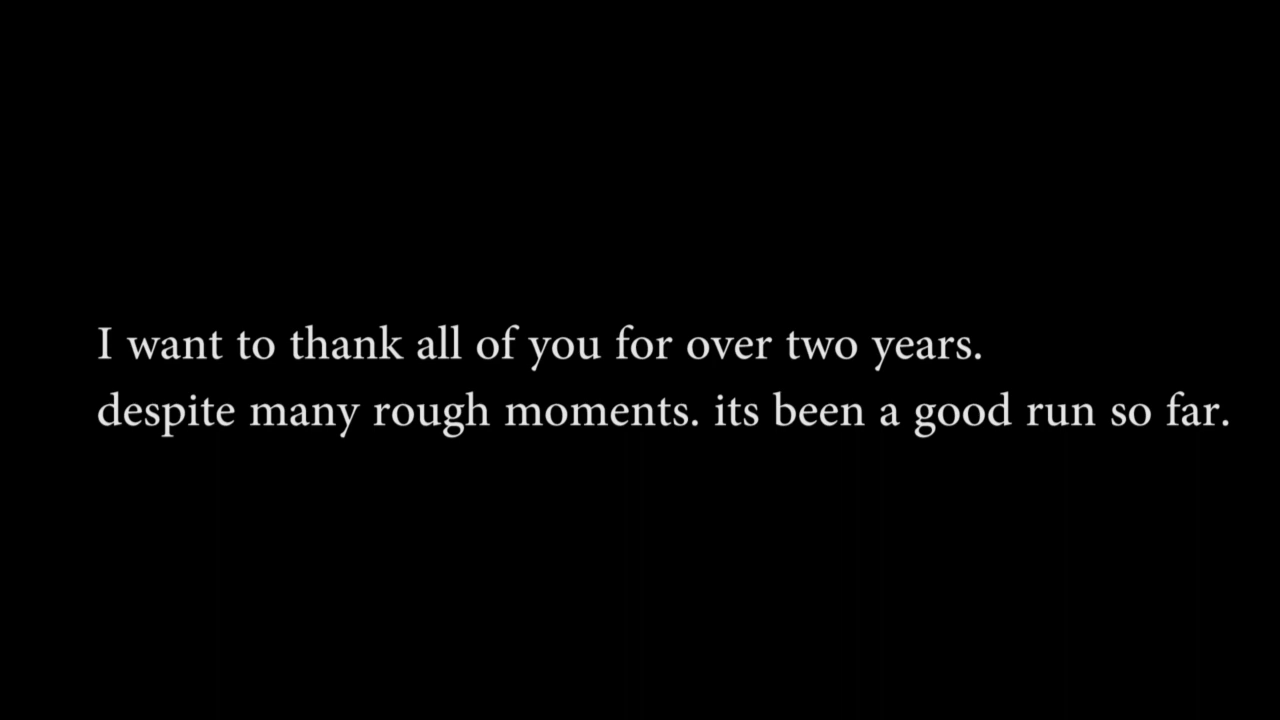 I want to thank all of you for over two years.
despite many rough moments. its been a good run so far.